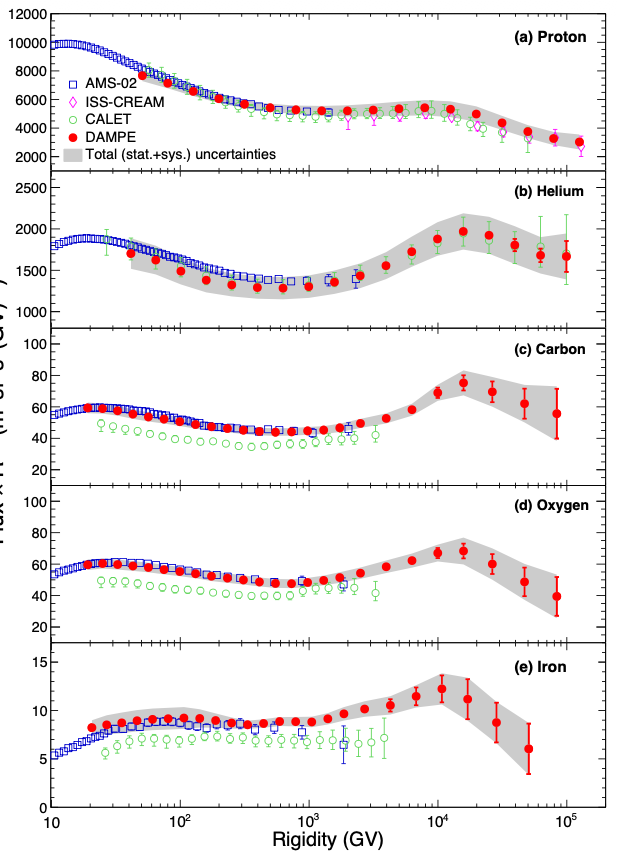 12000
10000
8000
6000
4000
2000
(a) Proton
AMS-02
ISS-CREAM
CALET
DAMPE
Total (stat.+sys.) uncertainties
2500
2000
1500
1000
(b) Helium
100
80
60
40
20
(c) Carbon
100
80
60
40
20
(d) Oxygen
15
10
5
0
(e) Iron
10 10² 10³ 10⁴ 10⁵
Rigidity (GV)